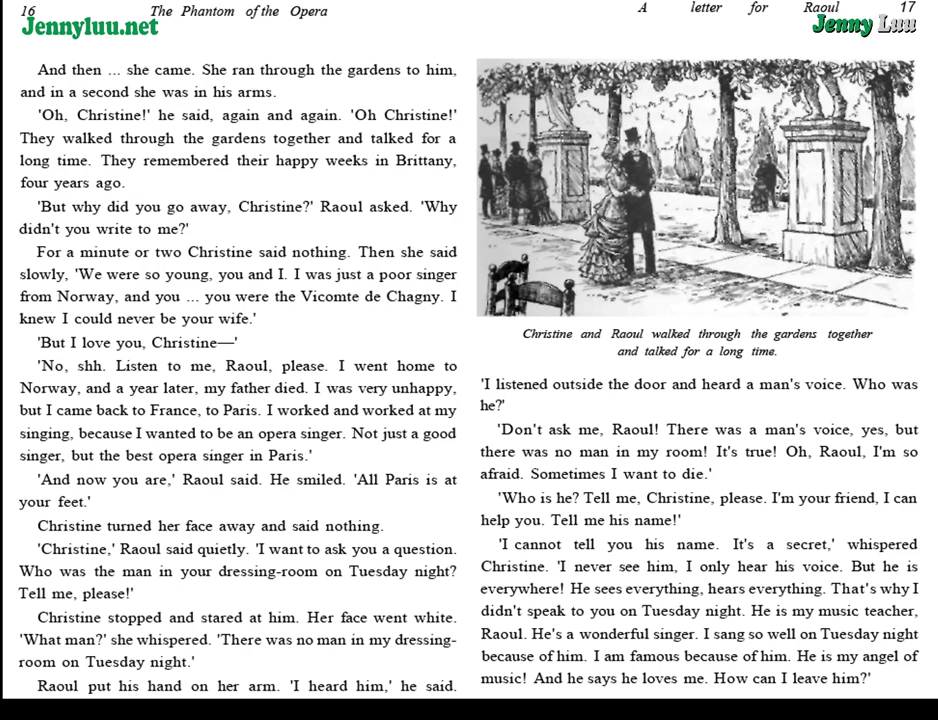 16 The Phantom of the Opera
Jennyluu.net
And then ... she came. She ran through the gardens to him,
and in a second she was in his arms.
'Oh, Christine!' he said, again and again. 'Oh Christine!'
They walked through the gardens together and talked for a
long time. They remembered their happy weeks in Brittany,
four years ago.
'But why did you go away, Christine?' Raoul asked. 'Why
didn't you write to me?'
For a minute or two Christine said nothing. Then she said
slowly, 'We were so young, you and I. I was just a poor singer
from Norway, and you ... you were the Vicomte de Chagny. I
knew I could never be your wife.'
'But I love you, Christine—'
'No, shh. Listen to me, Raoul, please. I went home to
Norway, and a year later, my father died. I was very unhappy,
but I came back to France, to Paris. I worked and worked at my
singing, because I wanted to be an opera singer. Not just a good
singer, but the best opera singer in Paris.'
'And now you are,' Raoul said. He smiled. 'All Paris is at
your feet.'
Christine turned her face away and said nothing.
'Christine,' Raoul said quietly. 'I want to ask you a question.
Who was the man in your dressing-room on Tuesday night?
Tell me, please!'
Christine stopped and stared at him. Her face went white.
'What man?' she whispered. 'There was no man in my dressing-
room on Tuesday night.'
Raoul put his hand on her arm. 'I heard him,' he said.
A letter for Raoul 17
Jenny Luu
Christine and Raoul walked through the gardens together
and talked for a long time.
'I listened outside the door and heard a man's voice. Who was
he?'
'Don't ask me, Raoul! There was a man's voice, yes, but
there was no man in my room! It's true! Oh, Raoul, I'm so
afraid. Sometimes I want to die.'
'Who is he? Tell me, Christine, please. I'm your friend, I can
help you. Tell me his name!'
'I cannot tell you his name. It's a secret,' whispered
Christine. 'I never see him, I only hear his voice. But he is
everywhere! He sees everything, hears everything. That's why I
didn't speak to you on Tuesday night. He is my music teacher,
Raoul. He's a wonderful singer. I sang so well on Tuesday night
because of him. I am famous because of him. He is my angel of
music! And he says he loves me. How can I leave him?'